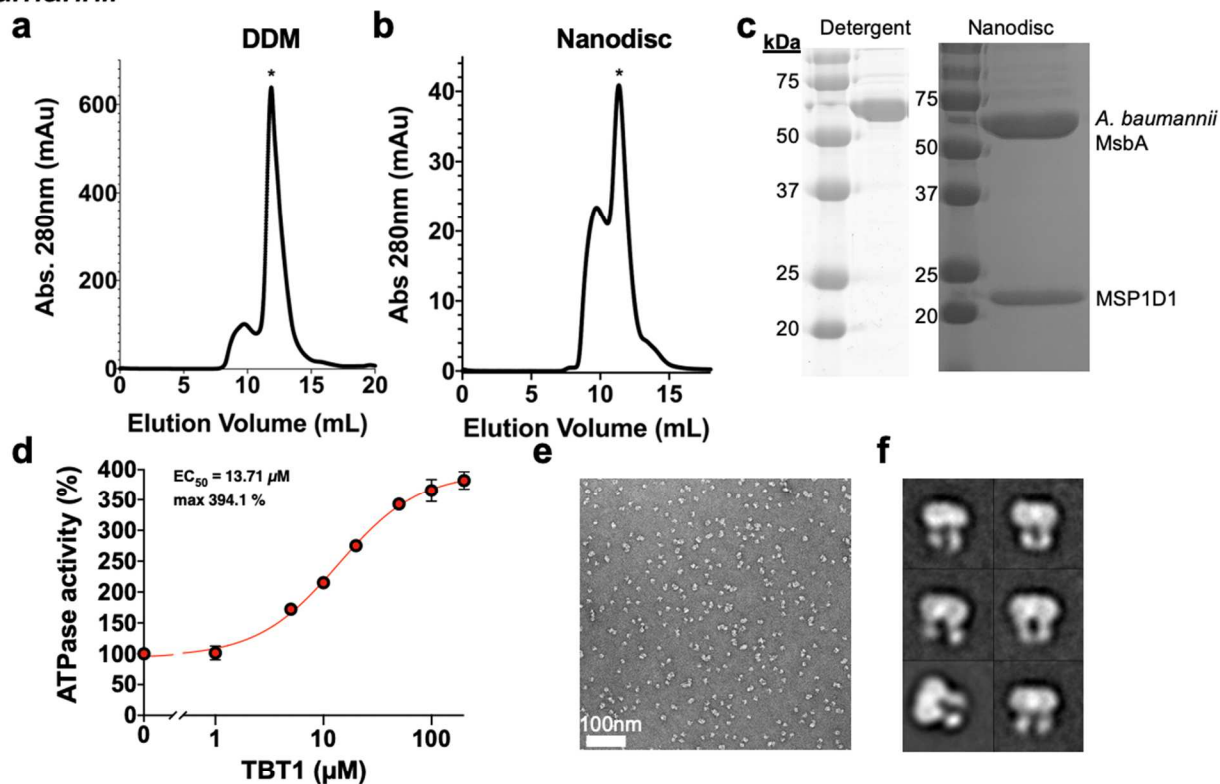 a
DDM
*
Abs. 280nm (mAu)
600
400
200
0
0 5 10 15 20
Elution Volume (mL)
b
Nanodisc
*
Abs 280nm (mAu)
40
30
20
10
0
0 5 10 15
Elution Volume (mL)
c
kDa
Detergent
75
50
37
25
20
Nanodisc
75
50
37
25
20
A. baumannii
MsbA
MSP1D1
d
EC50 = 13.71 µM
max 394.1 %
ATPase activity (%)
400
350
300
250
200
150
100
50
0
0 1 10 100
TBT1 (µM)
e
100nm
f